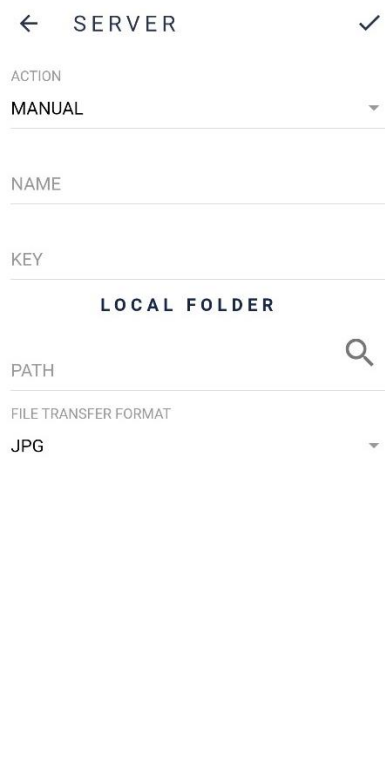 SERVER
ACTION
MANUAL
NAME
KEY
LOCAL FOLDER
PATH
FILE TRANSFER FORMAT
JPG